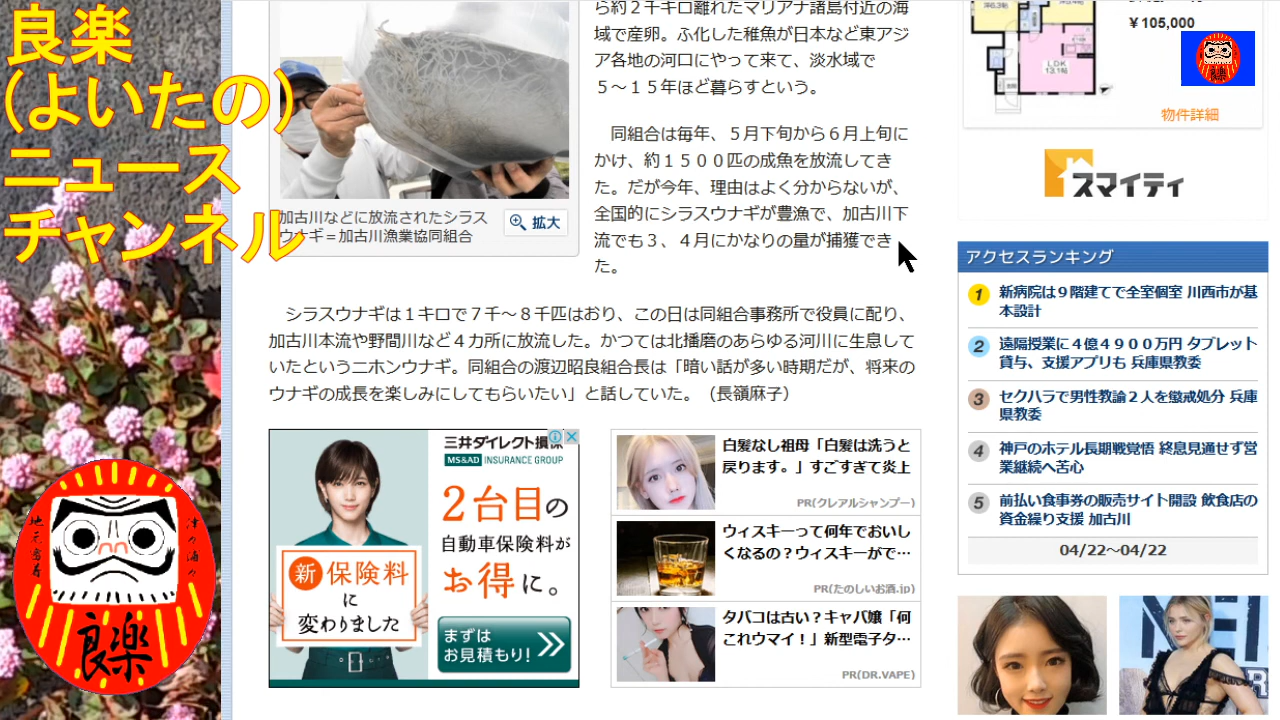 良楽
(よいたの)
ニュース
チャンネル
地元密着
津々浦々
良楽
加古川などに放流されたシラス
ウナギ＝加古川漁業協同組合
拡大
ら約２千キロ離れたマリアナ諸島付近の海
域で産卵。ふ化した稚魚が日本など東アジ
ア各地の河口にやって来て、淡水域で
５～１５年ほど暮らすという。
同組合は毎年、５月下旬から６月上旬に
かけ、約１５００匹の成魚を放流してき
た。だが今年、理由はよく分からないが、
全国的にシラスウナギが豊漁で、加古川下
流でも３、４月にかなりの量が捕獲でき
た。
シラスウナギは１キロで７千～８千匹はおり、この日は同組合事務所で役員に配り、
加古川本流や野間川など４カ所に放流した。かつては北播磨のあらゆる河川に生息して
いたという二ホンウナギ。同組合の渡辺昭良組合長は「暗い話が多い時期だが、将来の
ウナギの成長を楽しみにしてもらいたい」と話していた。（長嶺麻子）
三井ダイレクト損保
MS&AD INSURANCE GROUP
２台目の
自動車保険料が
お得に。
新保険料
に
変わりました
まずは
お見積もり!
白髪なし祖母「白髪は洗うと
戻ります。」すごすぎて炎上
PR(クレアルシャンプー)
ウィスキーって何年でおいし
くなるの？ウィスキーがで…
PR(たのしいお酒.jp)
タバコは古い？キャバ嬢「何
これウマイ！」新型電子タ…
PR(DR.VAPE)
洋6.3帖
LDK
13.1帖
￥105,000
物件詳細
スマイティ
アクセスランキング
1 新病院は９階建てで全室個室 川西市が基
本設計
2 遠隔授業に４億４９００万円 タブレット
貸与、支援アプリも 兵庫県教委
3 セクハラで男性教諭２人を懲戒処分 兵庫
県教委
4 神戸のホテル長期戦覚悟 終息見通せず営
業継続へ苦心
5 前払い食事券の販売サイト開設 飲食店の
資金繰り支援 加古川
04/22～04/22